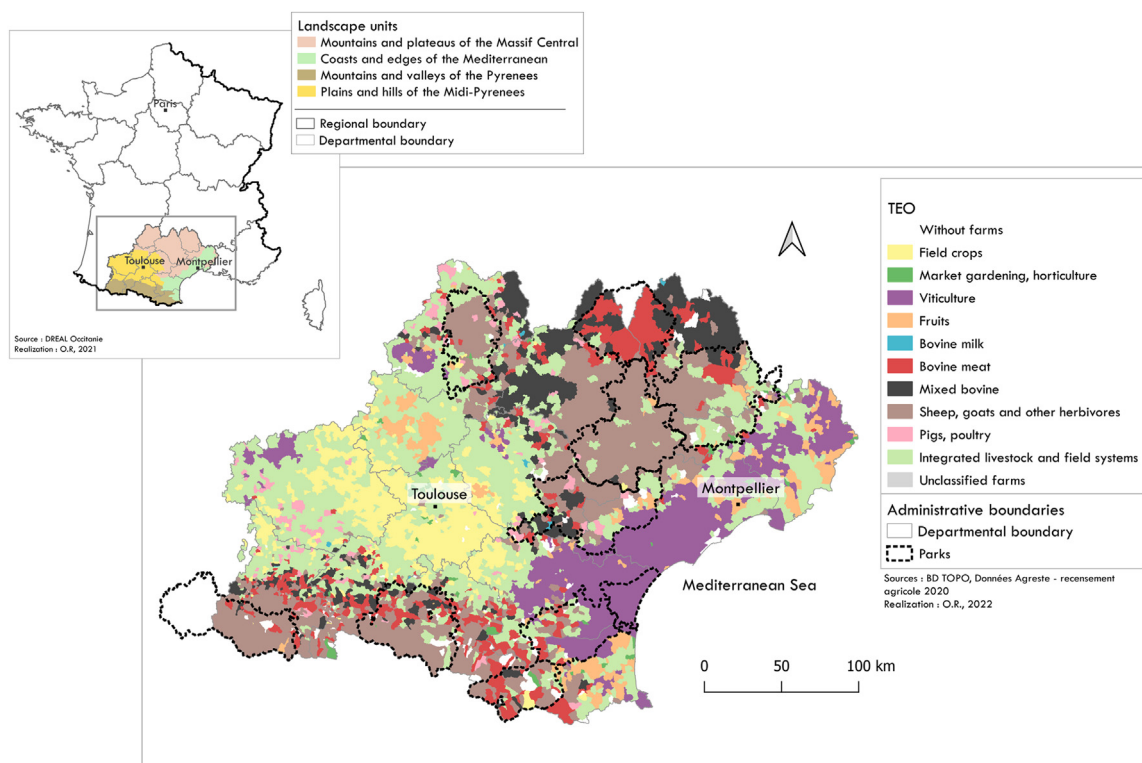 Paris
Toulouse
Montpellier
Source : DREAL Occitanie
Realization : O.R, 2021
Landscape units
Mountains and plateaus of the Massif Central
Coasts and edges of the Mediterranean
Mountains and valleys of the Pyrenees
Plains and hills of the Midi-Pyrenees
Regional boundary
Departmental boundary
Toulouse
Montpellier
Mediterranean Sea
0 50 100 km
TEO
Without farms
Field crops
Market gardening, horticulture
Viticulture
Fruits
Bovine milk
Bovine meat
Mixed bovine
Sheep, goats and other herbivores
Pigs, poultry
Integrated livestock and field systems
Unclassified farms
Administrative boundaries
Departmental boundary
Parks
Sources : BD TOPO, Données Agreste - recensement
agricole 2020
Realization : O.R., 2022